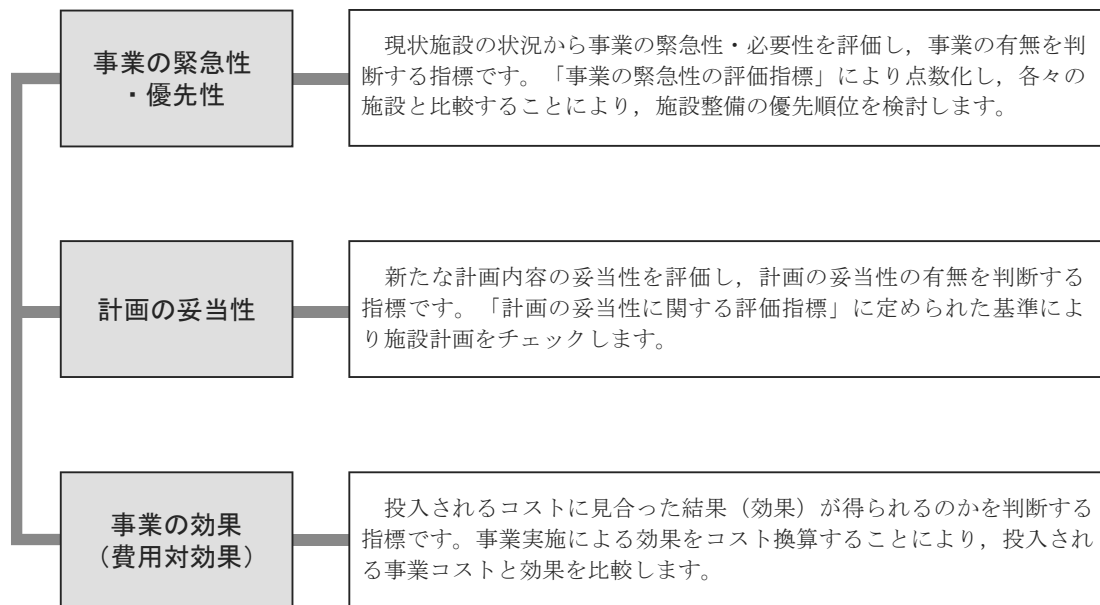 事業の緊急性
・優先性
現状施設の状況から事業の緊急性・必要性を評価し，事業の有無を判
断する指標です。「事業の緊急性の評価指標」により点数化し，各々の
施設と比較することにより，施設整備の優先順位を検討します。
計画の妥当性
新たな計画内容の妥当性を評価し，計画の妥当性の有無を判断する
指標です。「計画の妥当性に関する評価指標」に定められた基準によ
り施設計画をチェックします。
事業の効果
（費用対効果）
投入されるコストに見合った結果（効果）が得られるのかを判断する
指標です。事業実施による効果をコスト換算することにより，投入され
る事業コストと効果を比較します。